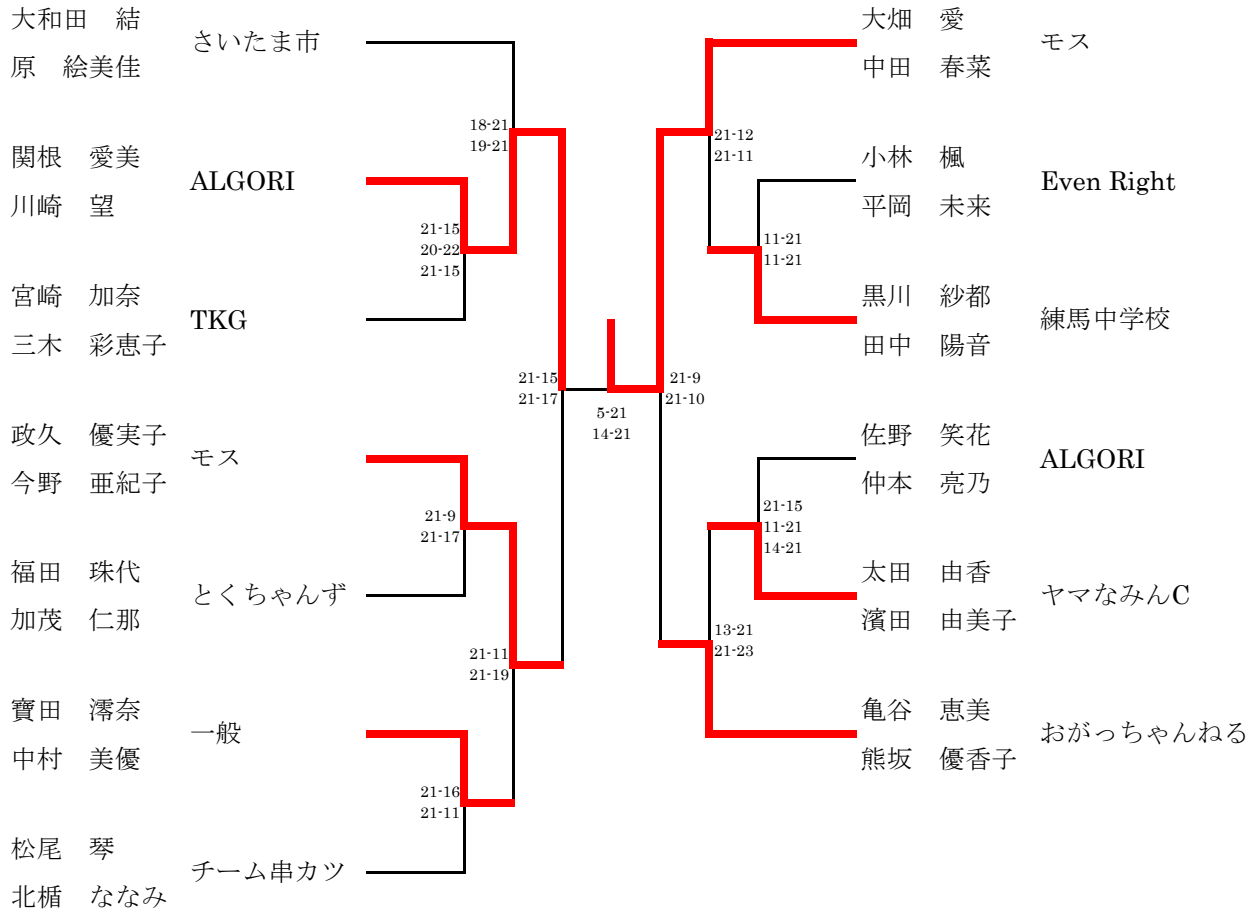 大和田　結
さいたま市
原　絵美佳
18-21
19-21
関根　愛美
ALGORI
川崎　望
21-15
20-22
21-15
宮崎　加奈
TKG
三木　彩恵子
21-15
21-17
政久　優実子
モス
今野　亜紀子
21-9
21-17
福田　珠代
とくちゃんず
加茂　仁那
21-11
21-19
寶田　澪奈
一般
中村　美優
21-16
21-11
松尾　琴
チーム串カツ
北楯　ななみ
5-21
14-21
大畑　愛
モス
中田　春菜
21-12
21-11
小林　楓
Even Right
平岡　未来
11-21
11-21
黒川　紗都
練馬中学校
田中　陽音
21-9
21-10
佐野　笑花
ALGORI
仲本　亮乃
21-15
11-21
14-21
太田　由香
ヤマなみんC
濱田　由美子
13-21
21-23
亀谷　恵美
おがっちゃんねる
熊坂　優香子